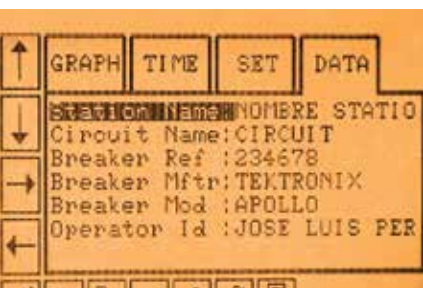 GRAPH TIME SET DATA
Station Name:NOMBRE STATIO
Circuit Name:CIRCUIT
Breaker Ref :234678
Breaker Mftr:TEKTRONIX
Breaker Mod :APOLLO
Operator Id :JOSE LUIS PER